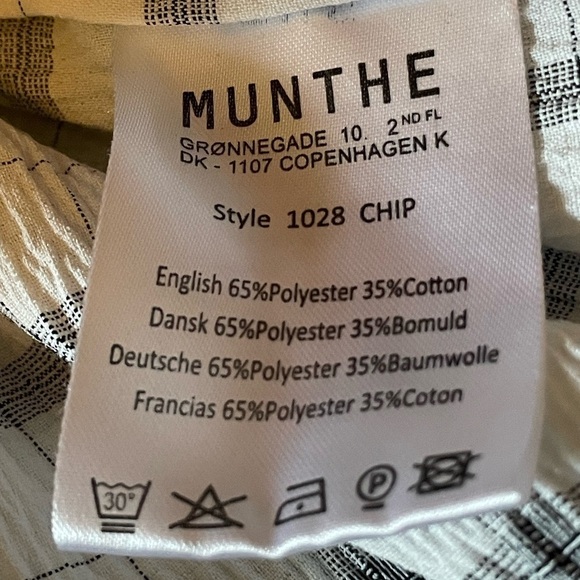 MUNTHE
GRØNNEGADE 10. 2ND FL
DK - 1107 COPENHAGEN K
Style 1028 CHIP
English 65%Polyester 35%Cotton
Dansk 65%Polyester 35%Bomuld
Deutsche 65%Polyester 35%Baumwolle
Francias 65%Polyester 35%Coton
30° P